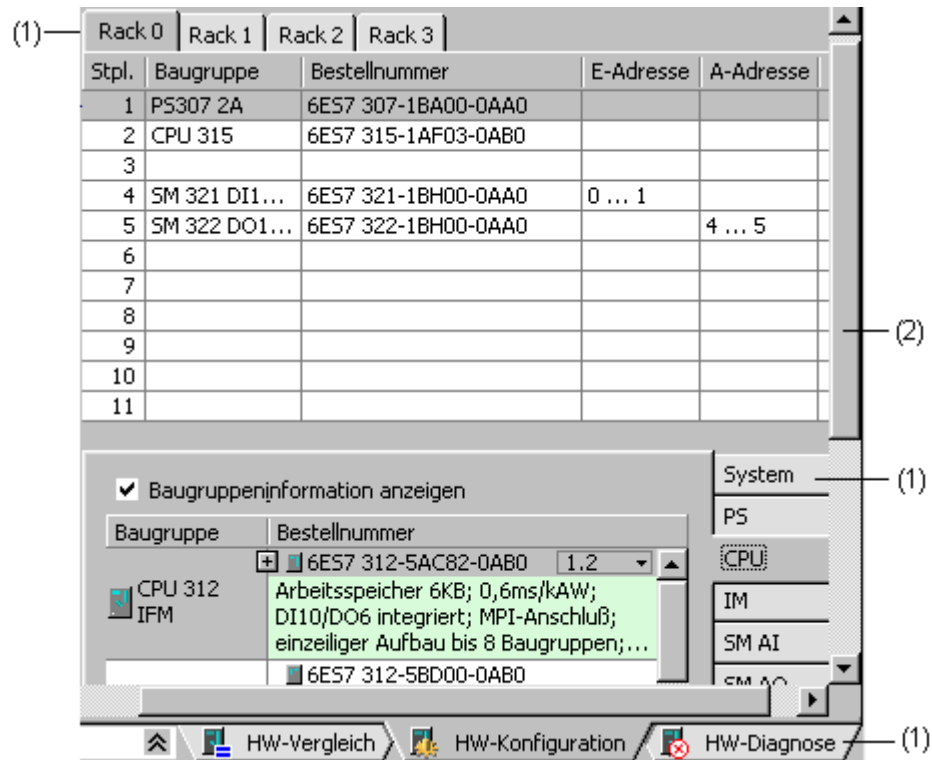 (1)
Rack 0 Rack 1 Rack 2 Rack 3
Stpl. Baugruppe Bestellnummer E-Adresse A-Adresse
1 PS307 2A 6ES7 307-1BA00-0AA0
2 CPU 315 6ES7 315-1AF03-0AB0
3
4 SM 321 DI1... 6ES7 321-1BH00-0AA0 0 ... 1
5 SM 322 DO1... 6ES7 322-1BH00-0AA0 4 ... 5
6
7
8
9
10
11
(2)
Baugruppeninformation anzeigen
Baugruppe Bestellnummer
6ES7 312-5AC82-0AB0 1.2
CPU 312
IFM
Arbeitsspeicher 6KB; 0,6ms/kAW;
DI10/DO6 integriert; MPI-Anschluß;
einzeiliger Aufbau bis 8 Baugruppen;...
6ES7 312-5BD00-0AB0
System
(1)
PS
CPU
IM
SM AI
SM AO
HW-Vergleich HW-Konfiguration HW-Diagnose
(1)